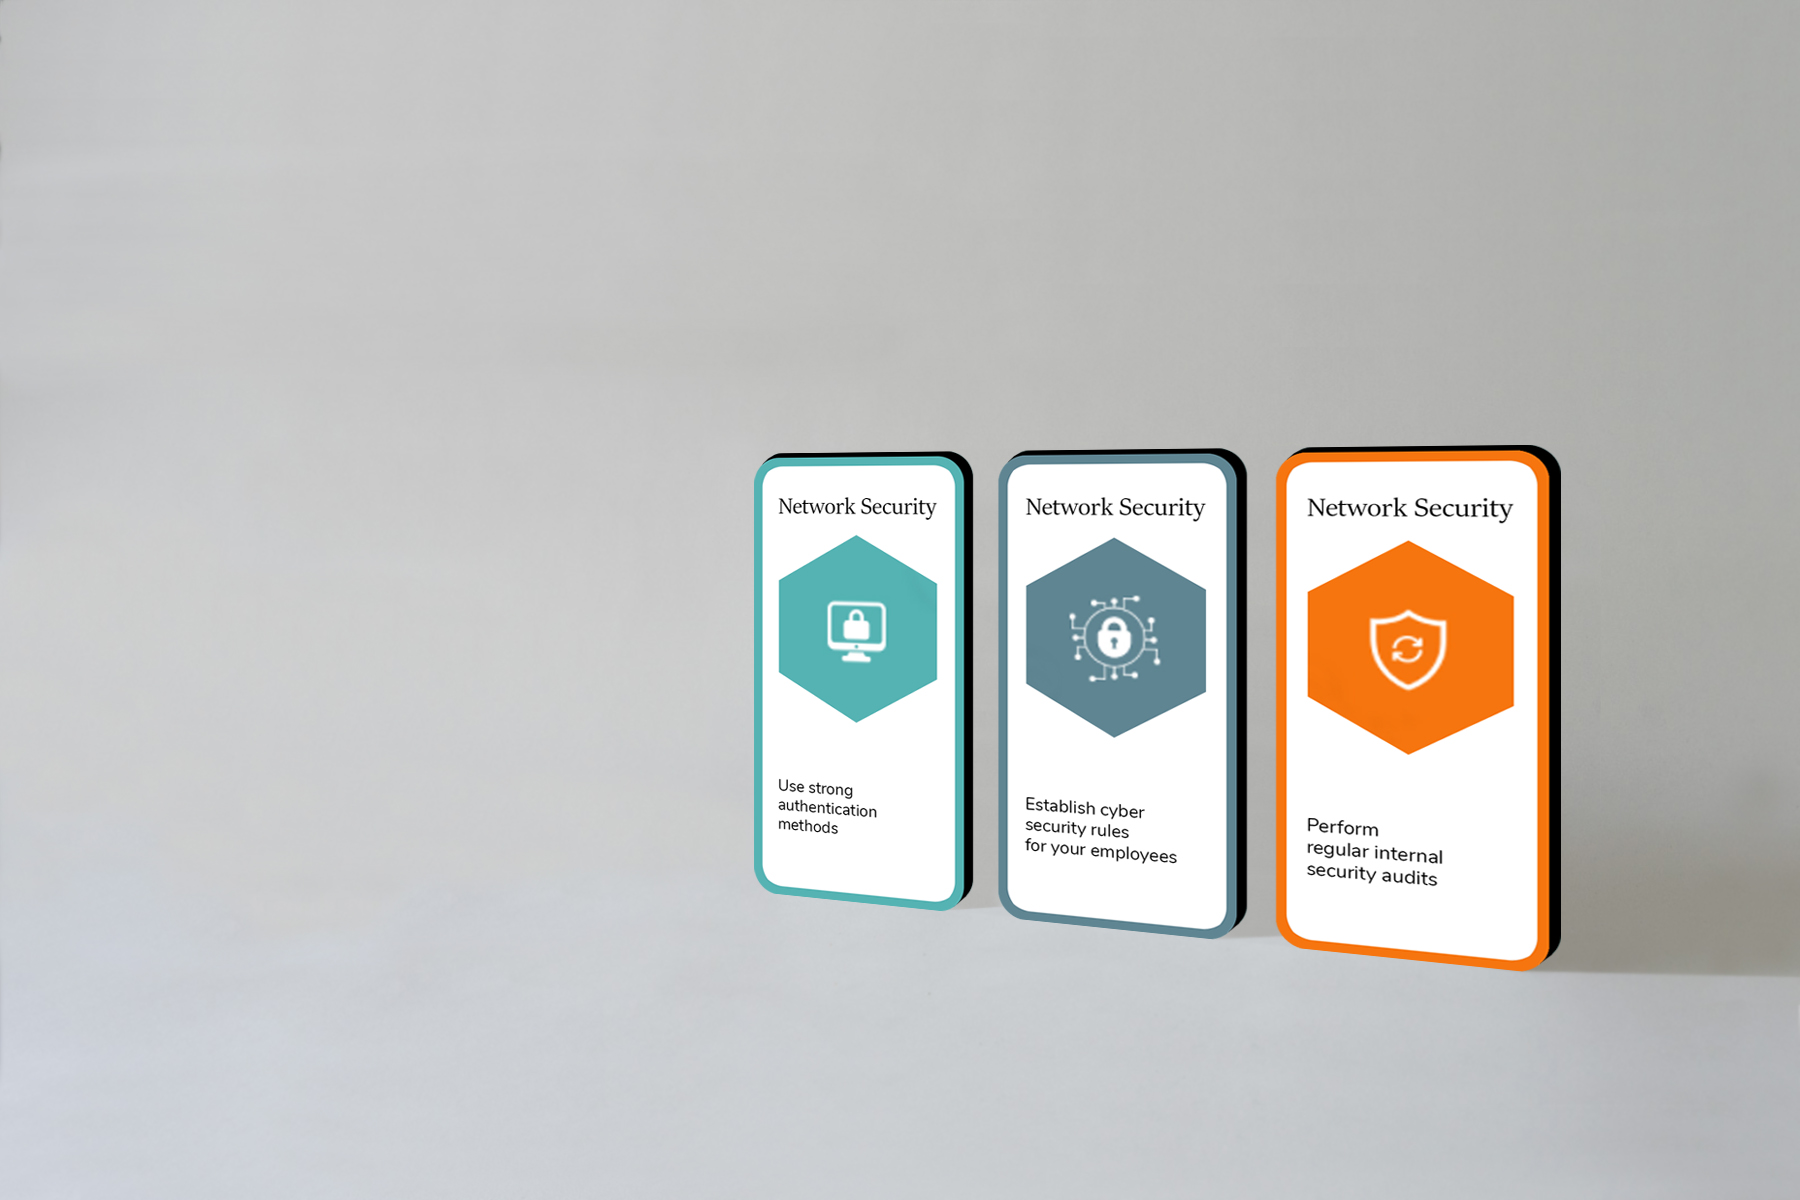 Network Security
Use strong
authentication
methods
Network Security
Establish cyber
security rules
for your employees
Network Security
Perform
regular internal
security audits